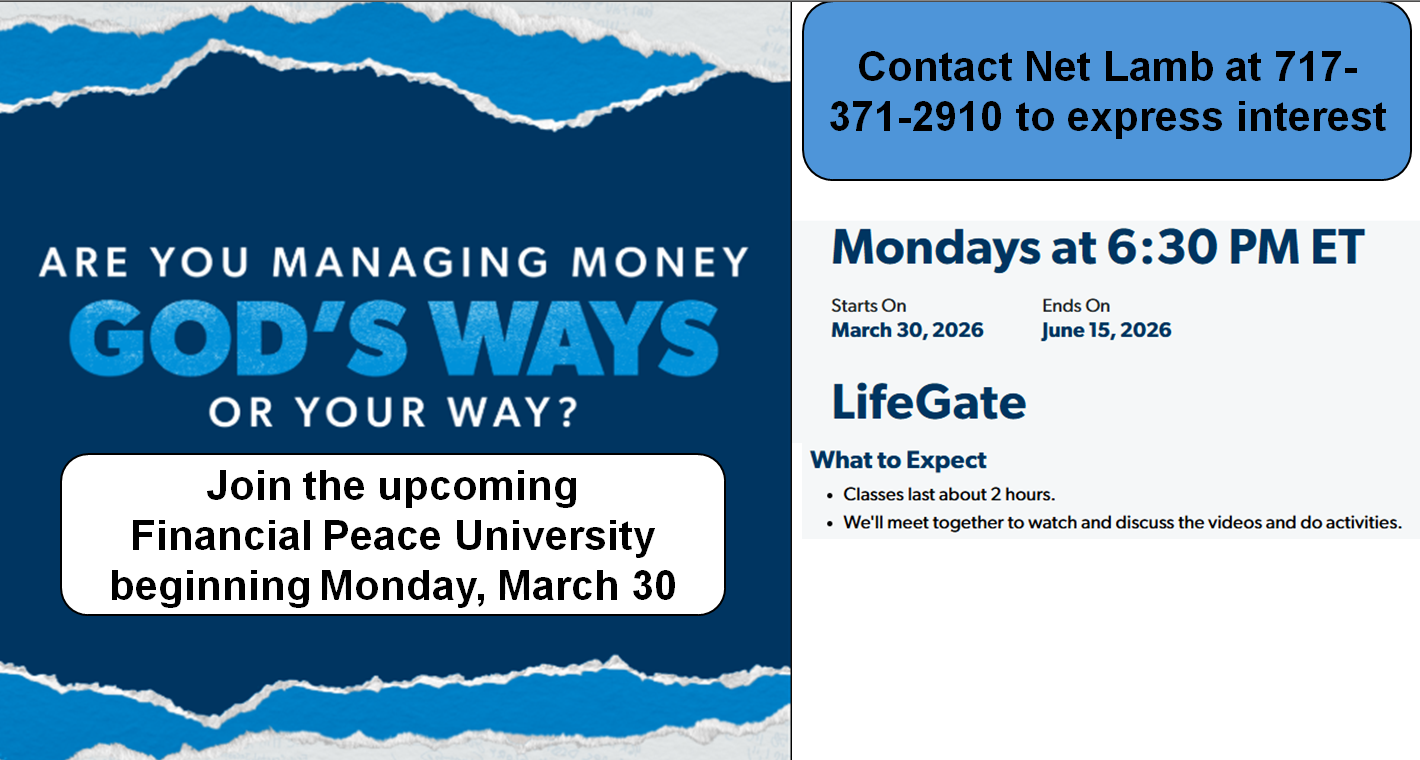 ARE YOU MANAGING MONEY
GOD'S WAYS
OR YOUR WAY?
Join the upcoming
Financial Peace University
beginning Monday, March 30
Contact Net Lamb at 717-
371-2910 to express interest
Mondays at 6:30 PM ET
Starts On
March 30, 2026
Ends On
June 15, 2026
LifeGate
What to Expect
• Classes last about 2 hours.
• We'll meet together to watch and discuss the videos and do activities.